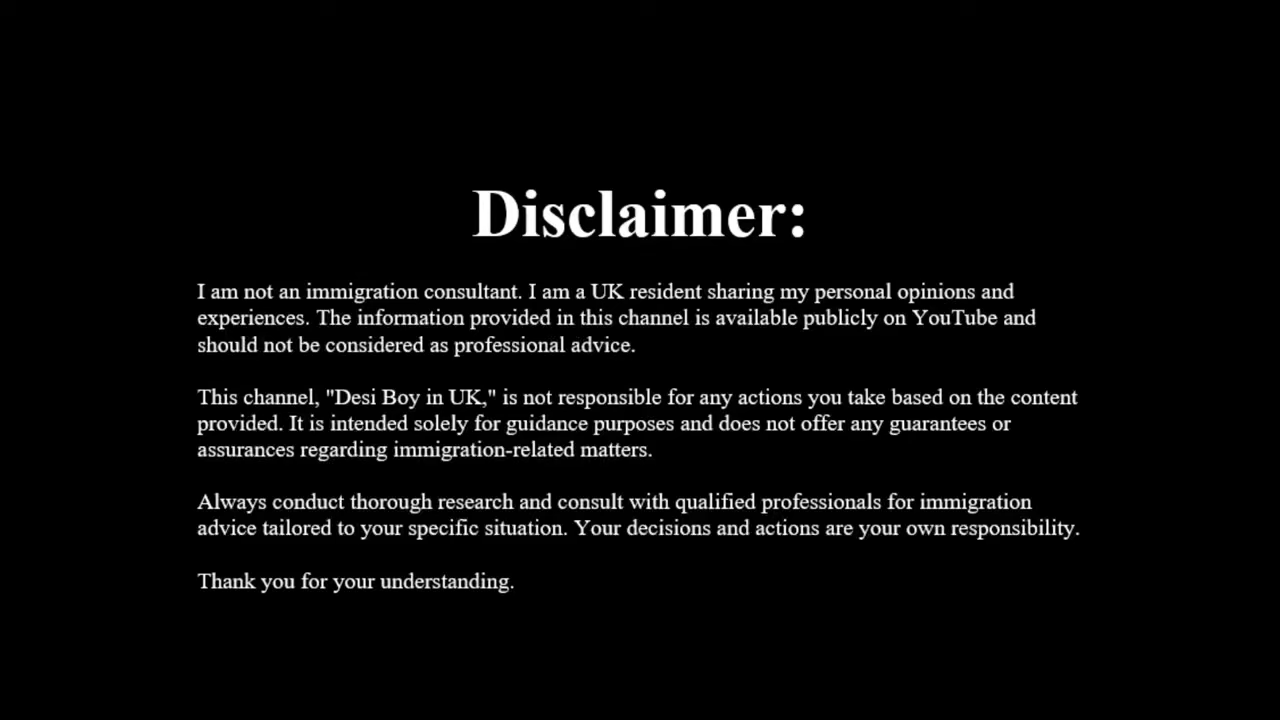 Disclaimer:
I am not an immigration consultant. I am a UK resident sharing my personal opinions and
experiences. The information provided in this channel is available publicly on YouTube and
should not be considered as professional advice.
This channel, "Desi Boy in UK," is not responsible for any actions you take based on the content
provided. It is intended solely for guidance purposes and does not offer any guarantees or
assurances regarding immigration-related matters.
Always conduct thorough research and consult with qualified professionals for immigration
advice tailored to your specific situation. Your decisions and actions are your own responsibility.
Thank you for your understanding.